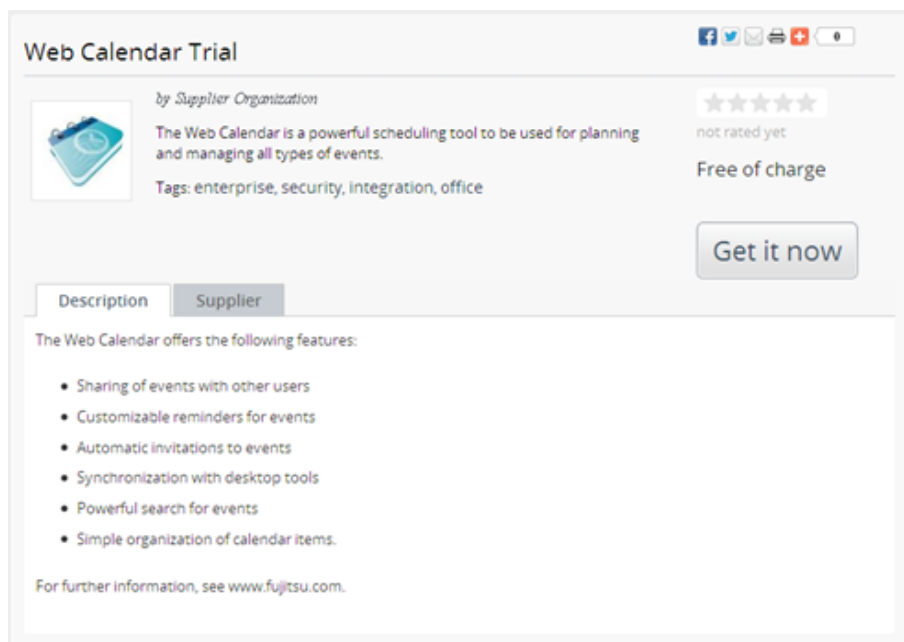 Web Calendar Trial
0
by Supplier Organization
The Web Calendar is a powerful scheduling tool to be used for planning
and managing all types of events.
Tags: enterprise, security, integration, office
not rated yet
Free of charge
Get it now
Description
Supplier
The Web Calendar offers the following features:
• Sharing of events with other users
• Customizable reminders for events
• Automatic invitations to events
• Synchronization with desktop tools
• Powerful search for events
• Simple organization of calendar items.
For further information, see www.fujitsu.com.